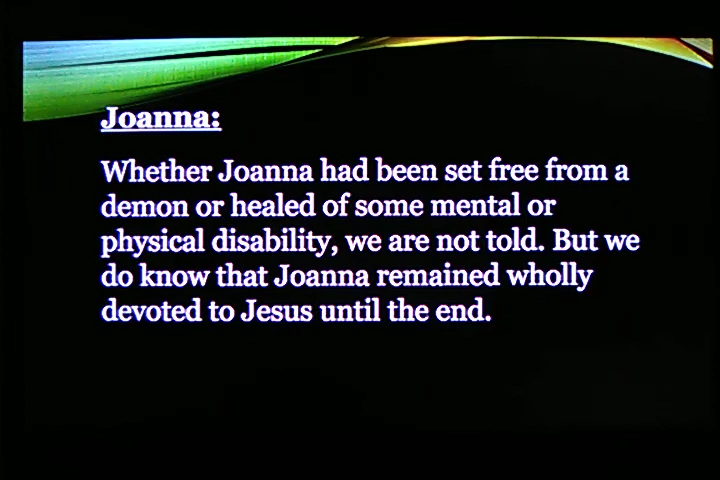 Joanna:
Whether Joanna had been set free from a
demon or healed of some mental or
physical disability, we are not told. But we
do know that Joanna remained wholly
devoted to Jesus until the end.